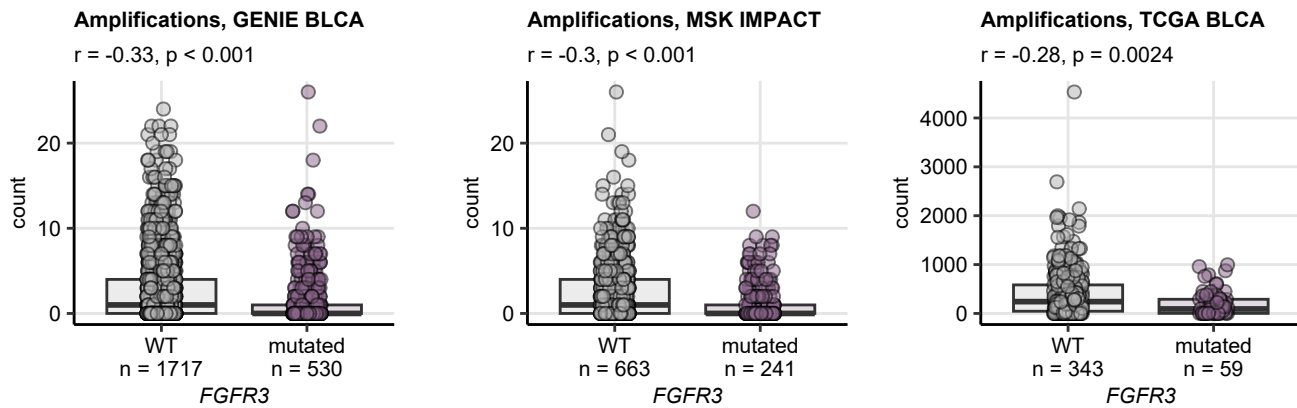 Amplifications, GENIE BLCA
r = -0.33, p < 0.001
20
10
0
count
WT
mutated
n = 1717
n = 530
FGFR3
Amplifications, MSK IMPACT
r = -0.3, p < 0.001
20
10
0
count
WT
mutated
n = 663
n = 241
FGFR3
Amplifications, TCGA BLCA
r = -0.28, p = 0.0024
4000
3000
2000
1000
0
count
WT
mutated
n = 343
n = 59
FGFR3